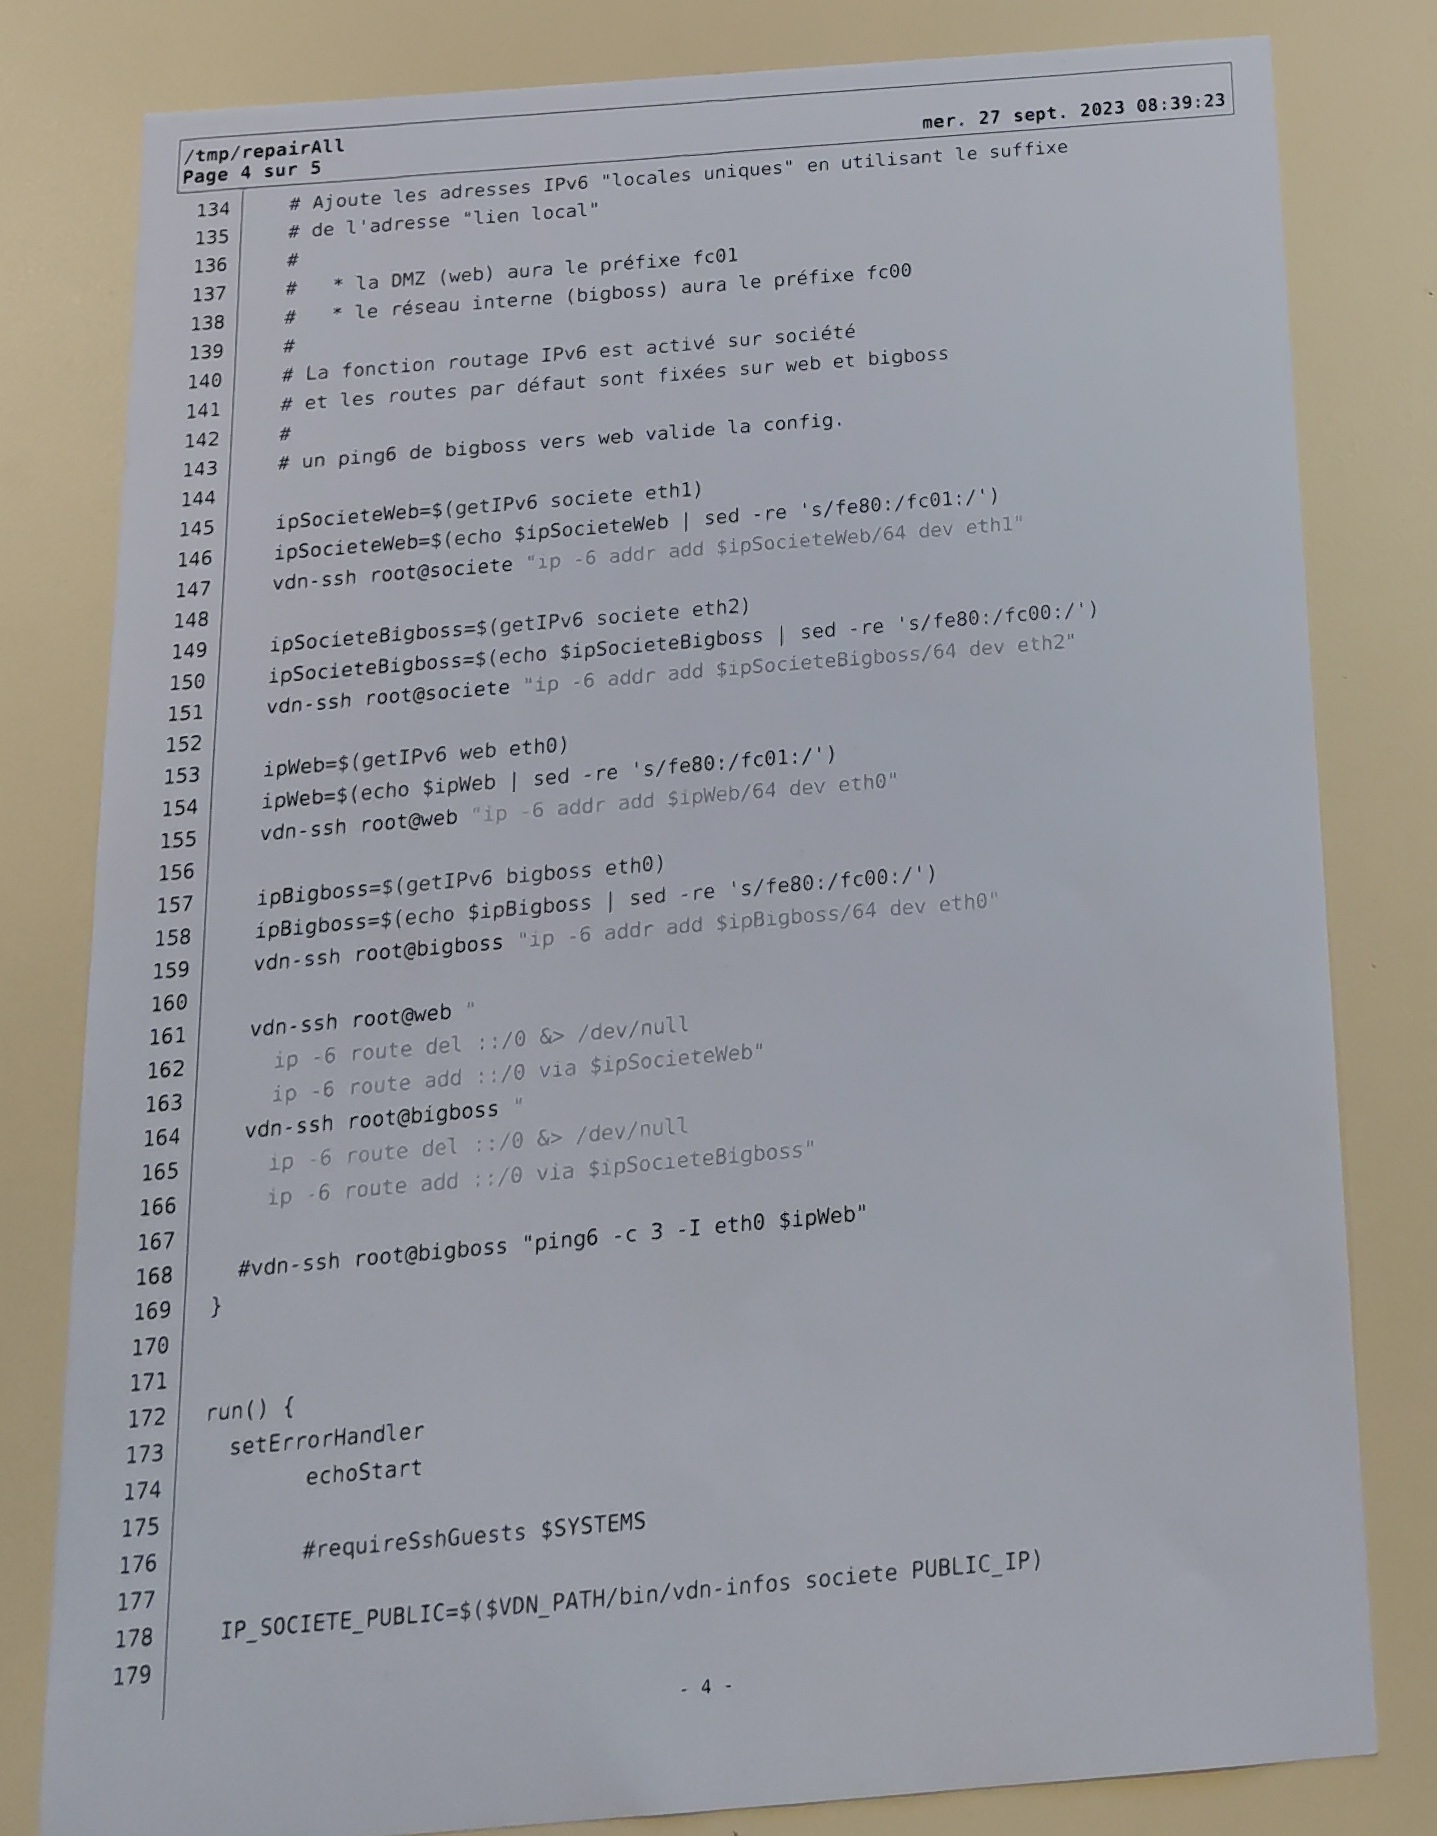 /tmp/repairAll
Page 4 sur 5 mer. 27 sept. 2023 08:39:23
134 # Ajoute les adresses IPv6 "locales uniques" en utilisant le suffixe
135 # de l'adresse "lien local"
136 #
137 # * la DMZ (web) aura le préfixe fc01
138 # * le réseau interne (bigboss) aura le préfixe fc00
139 #
140 # La fonction routage IPv6 est activé sur société
141 # et les routes par défaut sont fixées sur web et bigboss
142 #
143 # un ping6 de bigboss vers web valide la config.
144
145 ipSocieteWeb=$(getIPv6 societe eth1)
146 ipSocieteWeb=$(echo $ipSocieteWeb | sed -re 's/fe80:/fc01:/')
147 vdn-ssh root@societe "ip -6 addr add $ipSocieteWeb/64 dev eth1"
148
149 ipSocieteBigboss=$(getIPv6 societe eth2)
150 ipSocieteBigboss=$(echo $ipSocieteBigboss | sed -re 's/fe80:/fc00:/')
151 vdn-ssh root@societe "ip -6 addr add $ipSocieteBigboss/64 dev eth2"
152
153 ipWeb=$(getIPv6 web eth0)
154 ipWeb=$(echo $ipWeb | sed -re 's/fe80:/fc01:/')
155 vdn-ssh root@web "ip -6 addr add $ipWeb/64 dev eth0"
156
157 ipBigboss=$(getIPv6 bigboss eth0)
158 ipBigboss=$(echo $ipBigboss | sed -re 's/fe80:/fc00:/')
159 vdn-ssh root@bigboss "ip -6 addr add $ipBigboss/64 dev eth0"
160
161 vdn-ssh root@web "
162 ip -6 route del ::/0 &> /dev/null
163 ip -6 route add ::/0 via $ipSocieteWeb"
164 vdn-ssh root@bigboss "
165 ip -6 route del ::/0 &> /dev/null
166 ip -6 route add ::/0 via $ipSocieteBigboss"
167
168 #vdn-ssh root@bigboss "ping6 -c 3 -I eth0 $ipWeb"
169 }
170
171
172 run() {
173 setErrorHandler
174 echoStart
175
176 #requireSshGuests $SYSTEMS
177
178 IP_SOCIETE_PUBLIC=$($VDN_PATH/bin/vdn-infos societe PUBLIC_IP)
179
- 4 -